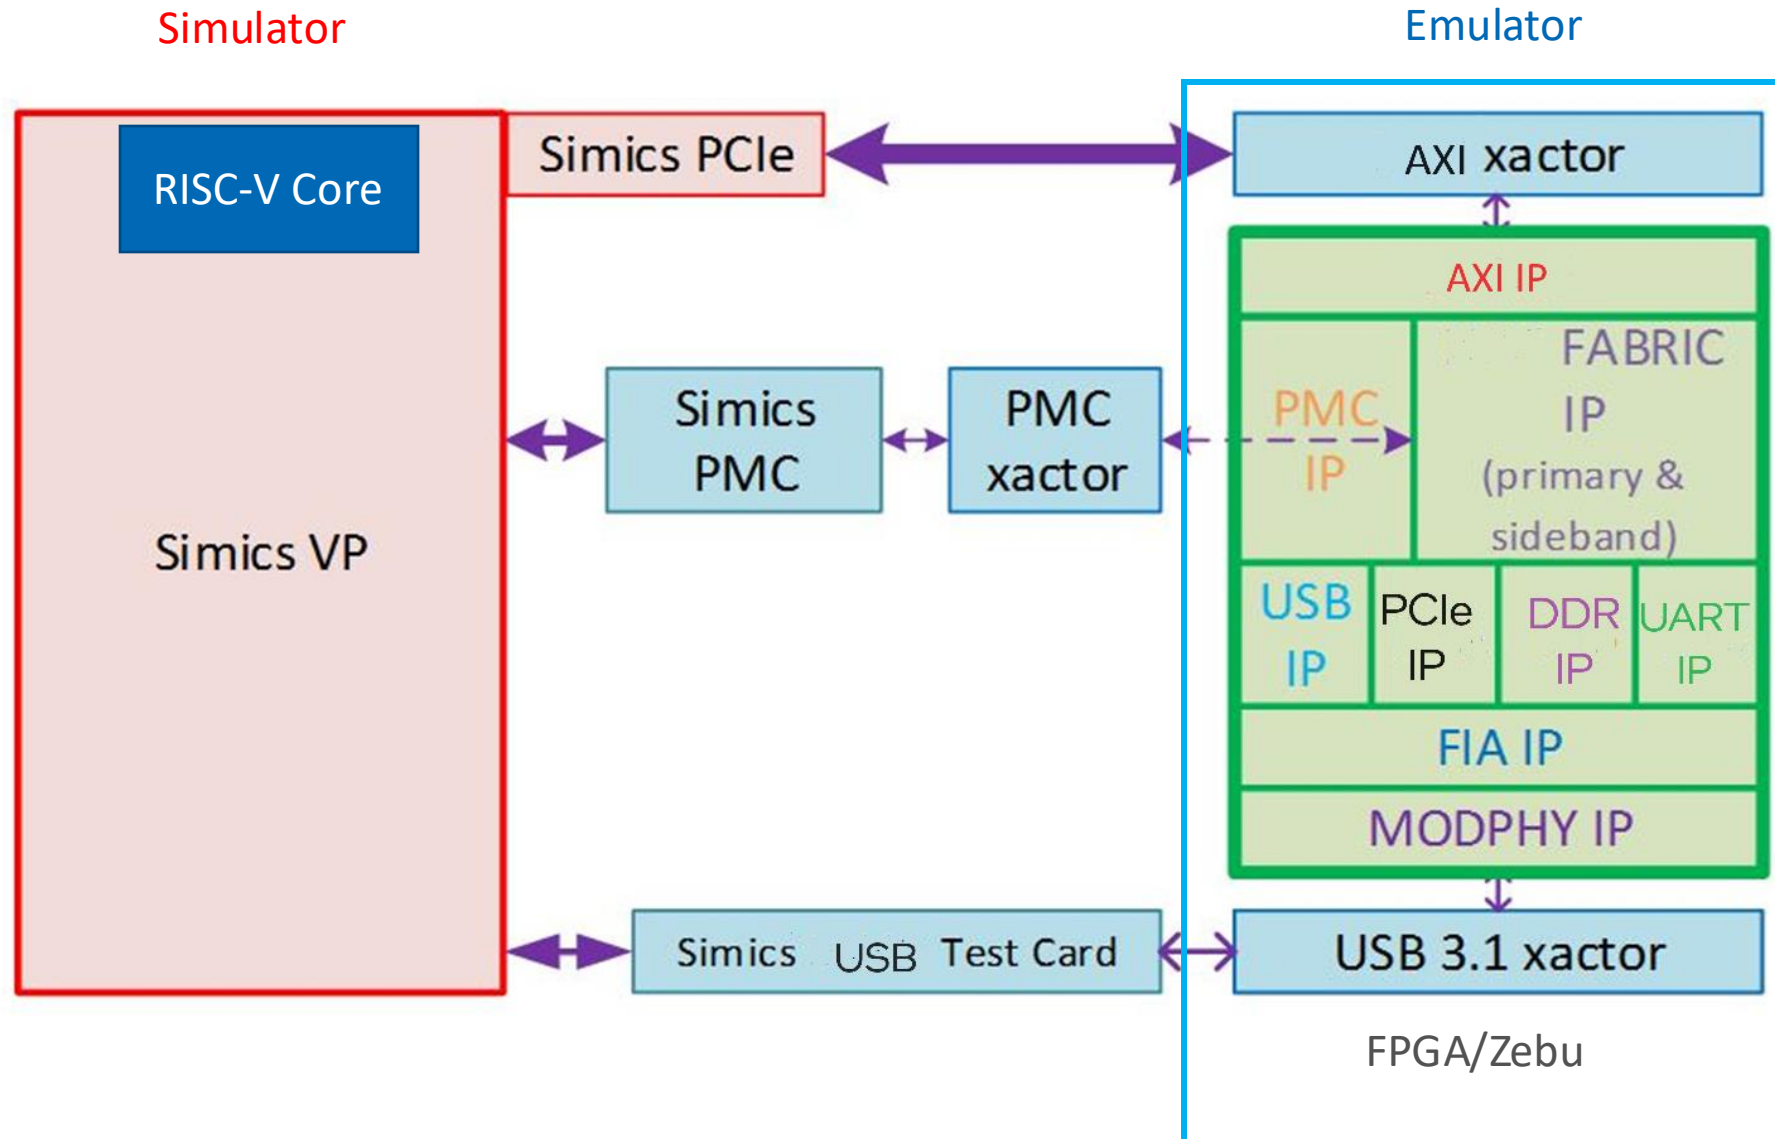 Simulator
Emulator
RISC-V Core
Simics PCIe
AXI xactor
AXI IP
Simics
PMC
PMC
xactor
PMC
IP
FABRIC
IP
(primary &
sideband)
Simics VP
USB
IP
PCIe
IP
DDR
IP
UART
IP
FIA IP
MODPHY IP
Simics USB Test Card
USB 3.1 xactor
FPGA/Zebu